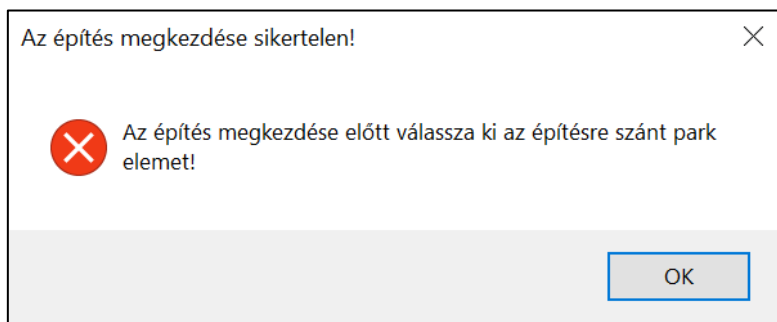 Az építés megkezdése sikertelen!
Az építés megkezdése előtt válassza ki az építésre szánt park
elemet!
OK